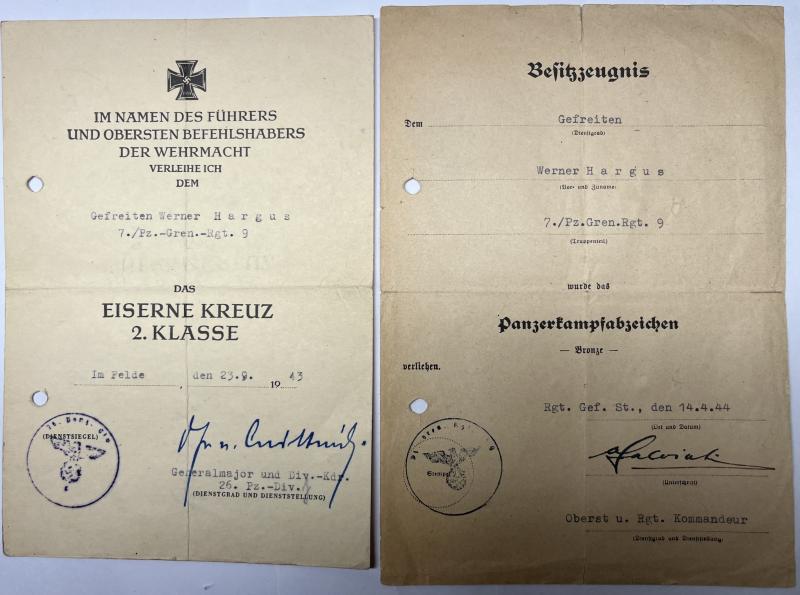 IM NAMEN DES FÜHRERS
UND OBERSTEN BEFEHLSHABERS
DER WEHRMACHT
VERLEIHE ICH
DEM
Gefreiten Werner H a r g u s
7./Pz.-Gren.-Rgt. 9
DAS
EISERNE KREUZ
2. KLASSE
Im Felde , den 23.9. 19 43
(DIENSTSIEGEL)
Generalmajor und Div.-Kdr.
26. Pz.-Div.
(DIENSTGRAD UND DIENSTSTELLUNG)
Besitzzeugnis
Dem Gefreiten
(Dienstgrad)
Werner H a r g u s
(Vor- und Zuname)
7./Pz.Gren.Rgt. 9
(Truppenteil)
wurde das
Panzerkampfabzeichen
— Bronze —
verliehen.
Rgt. Gef. St., den 14.4.44
(Ort und Datum)
Stempel
(Unterschrift)
Oberst u. Rgt. Kommandeur
(Dienstgrad und Dienststellung)